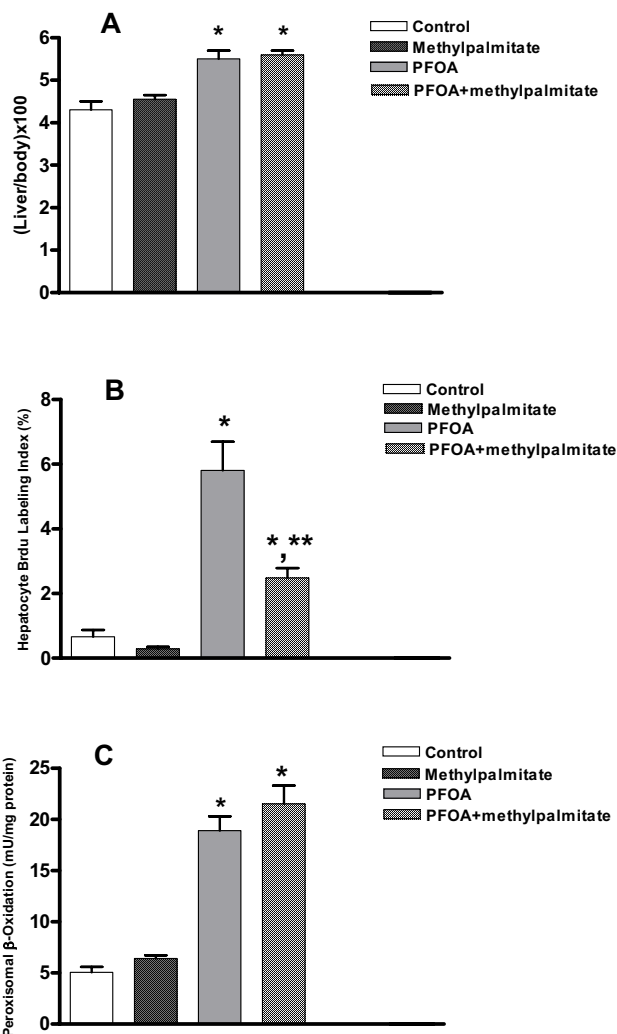 A
* *
Control
Methylpalmitate
PFOA
PFOA+methylpalmitate
(Liver/body)x100
6
5
4
3
2
1
0
B
Control
Methylpalmitate
PFOA
PFOA+methylpalmitate
*
*,**
Hepatocyte Brdu Labeling Index (%)
8
6
4
2
0
C
Control
Methylpalmitate
PFOA
PFOA+methylpalmitate
* *
Peroxisomal β-Oxidation (mU/mg protein)
25
20
15
10
5
0